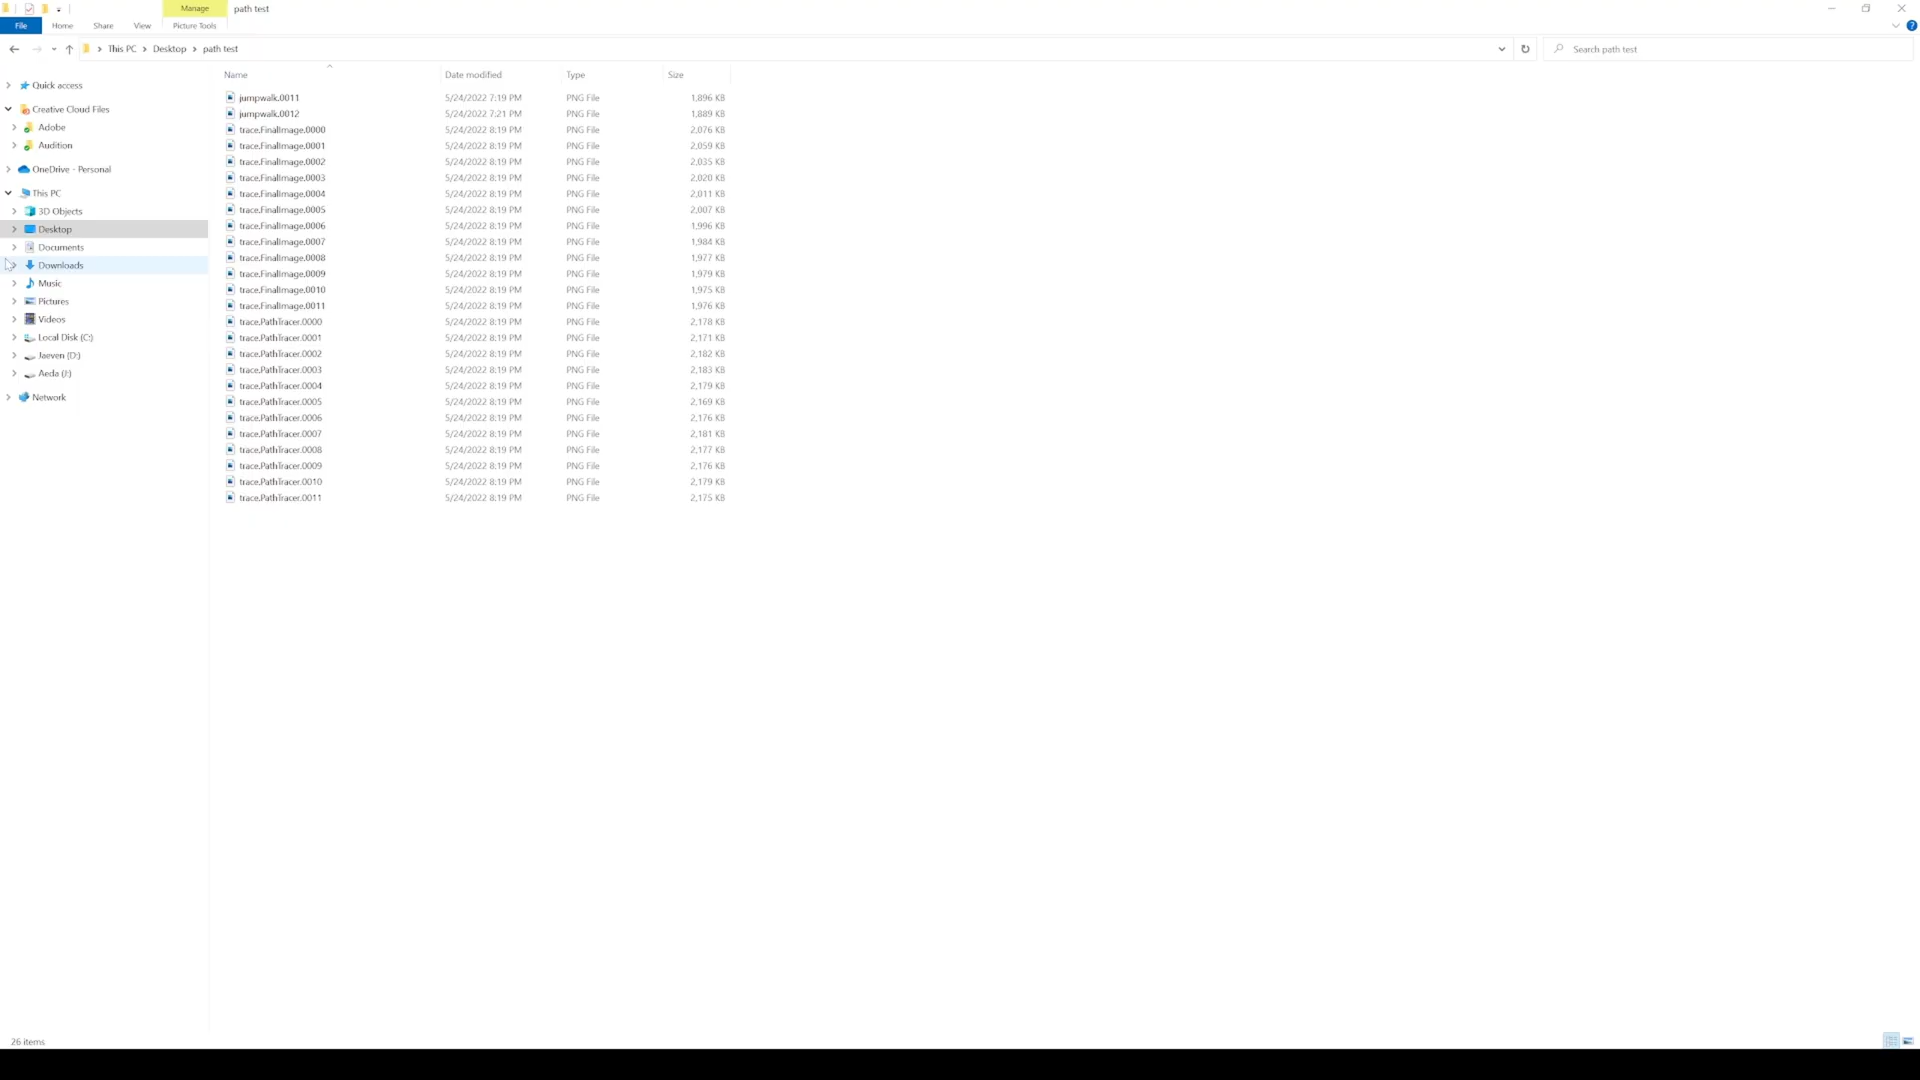 Manage path test
File Home Share View Picture Tools
This PC Desktop path test Search path test
Name Date modified Type Size
Quick access
Creative Cloud Files
Adobe
Audition
OneDrive - Personal
This PC
3D Objects
Desktop
Documents
Downloads
Music
Pictures
Videos
Local Disk (C:)
Jaeven (D:)
Aeda (I:)
Network
jumpwalk.0011 5/24/2022 7:19 PM PNG File 1,896 KB
jumpwalk.0012 5/24/2022 7:21 PM PNG File 1,889 KB
trace.FinalImage.0000 5/24/2022 8:19 PM PNG File 2,076 KB
trace.FinalImage.0001 5/24/2022 8:19 PM PNG File 2,059 KB
trace.FinalImage.0002 5/24/2022 8:19 PM PNG File 2,035 KB
trace.FinalImage.0003 5/24/2022 8:19 PM PNG File 2,020 KB
trace.FinalImage.0004 5/24/2022 8:19 PM PNG File 2,011 KB
trace.FinalImage.0005 5/24/2022 8:19 PM PNG File 2,007 KB
trace.FinalImage.0006 5/24/2022 8:19 PM PNG File 1,996 KB
trace.FinalImage.0007 5/24/2022 8:19 PM PNG File 1,984 KB
trace.FinalImage.0008 5/24/2022 8:19 PM PNG File 1,977 KB
trace.FinalImage.0009 5/24/2022 8:19 PM PNG File 1,979 KB
trace.FinalImage.0010 5/24/2022 8:19 PM PNG File 1,975 KB
trace.FinalImage.0011 5/24/2022 8:19 PM PNG File 1,976 KB
trace.PathTracer.0000 5/24/2022 8:19 PM PNG File 2,178 KB
trace.PathTracer.0001 5/24/2022 8:19 PM PNG File 2,171 KB
trace.PathTracer.0002 5/24/2022 8:19 PM PNG File 2,182 KB
trace.PathTracer.0003 5/24/2022 8:19 PM PNG File 2,183 KB
trace.PathTracer.0004 5/24/2022 8:19 PM PNG File 2,179 KB
trace.PathTracer.0005 5/24/2022 8:19 PM PNG File 2,169 KB
trace.PathTracer.0006 5/24/2022 8:19 PM PNG File 2,176 KB
trace.PathTracer.0007 5/24/2022 8:19 PM PNG File 2,181 KB
trace.PathTracer.0008 5/24/2022 8:19 PM PNG File 2,177 KB
trace.PathTracer.0009 5/24/2022 8:19 PM PNG File 2,176 KB
trace.PathTracer.0010 5/24/2022 8:19 PM PNG File 2,179 KB
trace.PathTracer.0011 5/24/2022 8:19 PM PNG File 2,175 KB
26 items